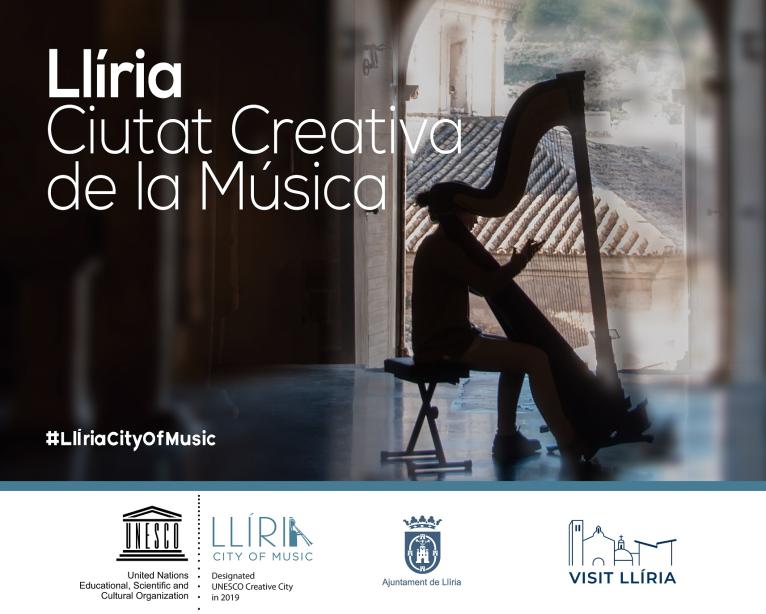 Llíria
Ciutat Creativa
de la Música
#LlíriaCityOfMusic
UNESCO
United Nations
Educational, Scientific and
Cultural Organization
LLÍRIA
CITY OF MUSIC
Designated
UNESCO Creative City
in 2019
Ajuntament de Llíria
VISIT LLÍRIA